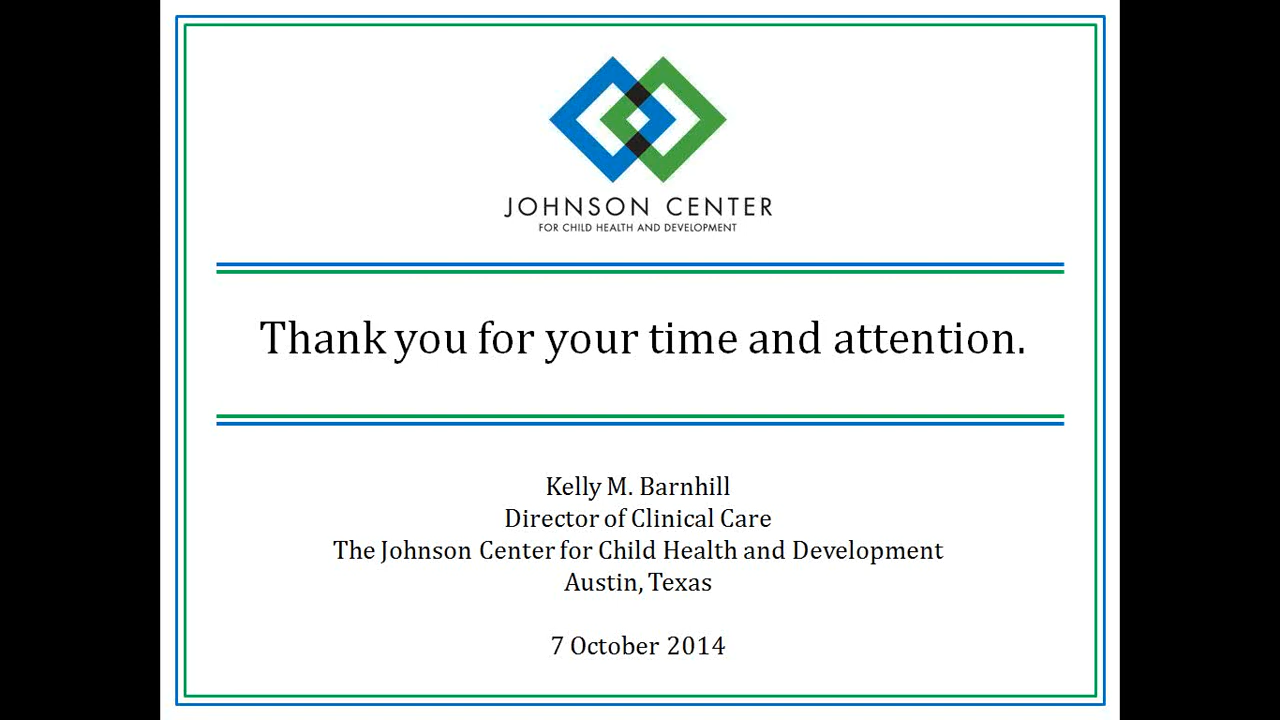 JOHNSON CENTER
FOR CHILD HEALTH AND DEVELOPMENT
Thank you for your time and attention.
Kelly M. Barnhill
Director of Clinical Care
The Johnson Center for Child Health and Development
Austin, Texas
7 October 2014